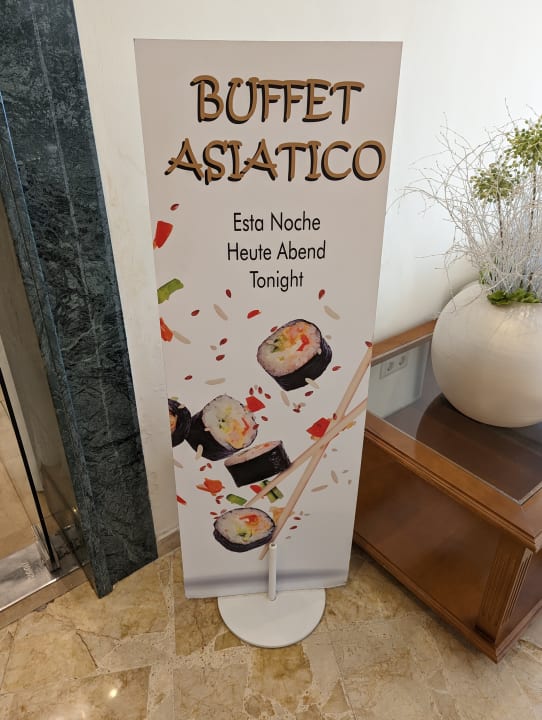 BUFFET
ASIATICO
Esta Noche
Heute Abend
Tonight